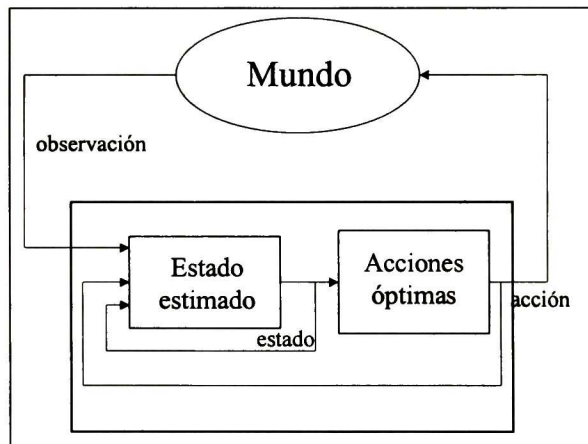 Mundo
observación
Estado
estimado
Acciones
óptimas
estado
acción